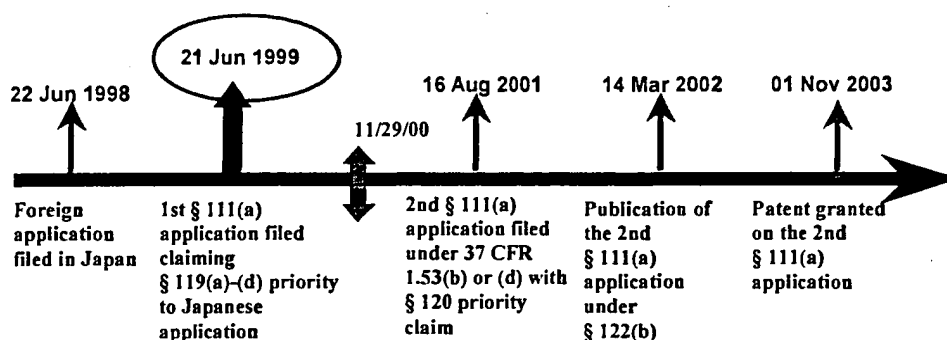 22 Jun 1998
21 Jun 1999
11/29/00
16 Aug 2001
14 Mar 2002
01 Nov 2003
Foreign
application
filed in Japan
1st § 111(a)
application filed
claiming
§ 119(a)-(d) priority
to Japanese
application
2nd § 111(a)
application filed
under 37 CFR
1.53(b) or (d) with
§ 120 priority
claim
Publication of
the 2nd
§ 111(a)
application
under
§ 122(b)
Patent granted
on the 2nd
§ 111(a)
application